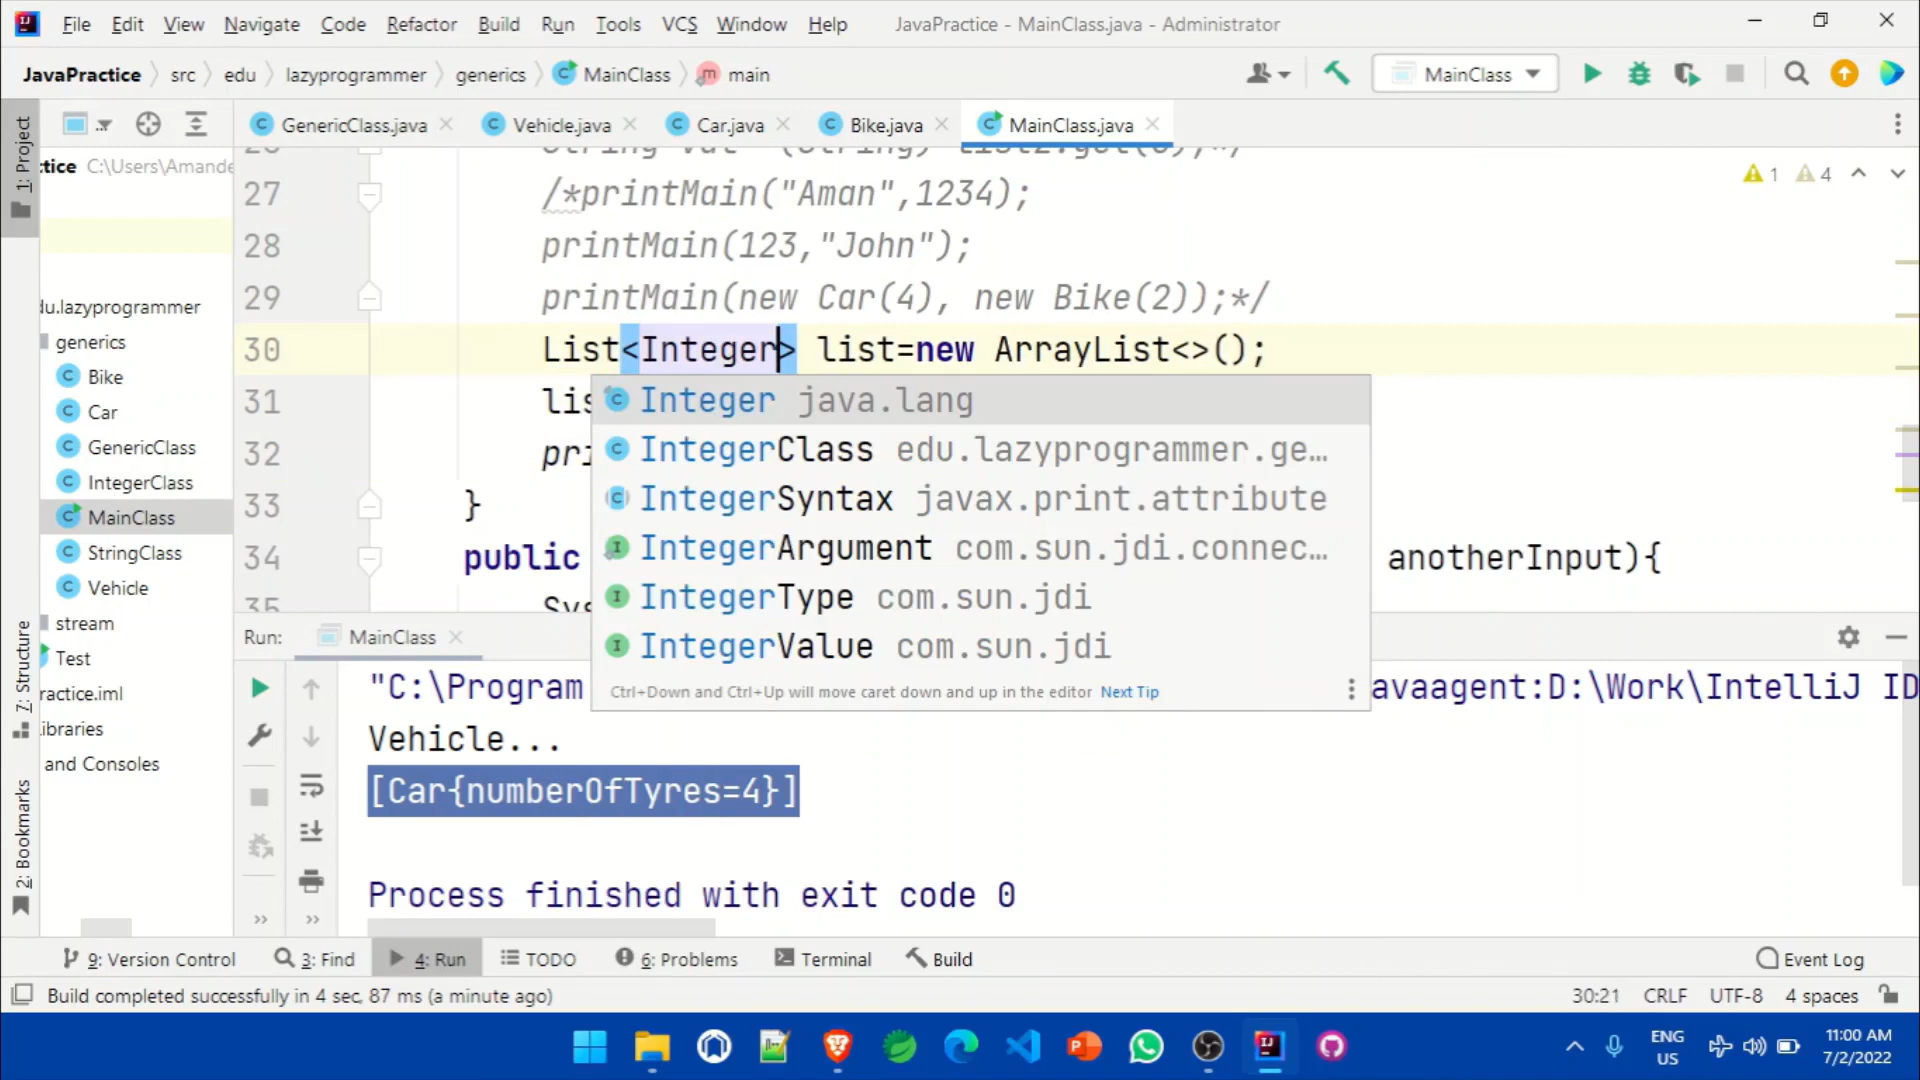 File Edit View Navigate Code Refactor Build Run Tools VCS Window Help JavaPractice - MainClass.java - Administrator
JavaPractice src edu lazyprogrammer generics MainClass main MainClass
GenericClass.java Vehicle.java Car.java Bike.java MainClass.java
1: Project
tice C:\Users\Amande
du.lazyprogrammer
generics
Bike
Car
GenericClass
IntegerClass
MainClass
StringClass
Vehicle
stream
Test
ractice.iml
ibraries
and Consoles
7: Structure
2: Bookmarks
1 4
27 /*printMain("Aman",1234);
28 printMain(123,"John");
29 printMain(new Car(4), new Bike(2));*/
30 List<Integer> list=new ArrayList<>();
31 lis
32 pri
33 }
34 public anotherInput){
35 Sys
Integer java.lang
IntegerClass edu.lazyprogrammer.ge...
IntegerSyntax javax.print.attribute
IntegerArgument com.sun.jdi.connec...
IntegerType com.sun.jdi
IntegerValue com.sun.jdi
Ctrl+Down and Ctrl+Up will move caret down and up in the editor Next Tip
Run: MainClass
"C:\Program avaagent:D:\Work\IntelliJ ID
Vehicle...
[Car{numberOfTyres=4}]
Process finished with exit code 0
9: Version Control 3: Find 4: Run TODO 6: Problems Terminal Build Event Log
Build completed successfully in 4 sec, 87 ms (a minute ago) 30:21 CRLF UTF-8 4 spaces
ENG
US
11:00 AM
7/2/2022